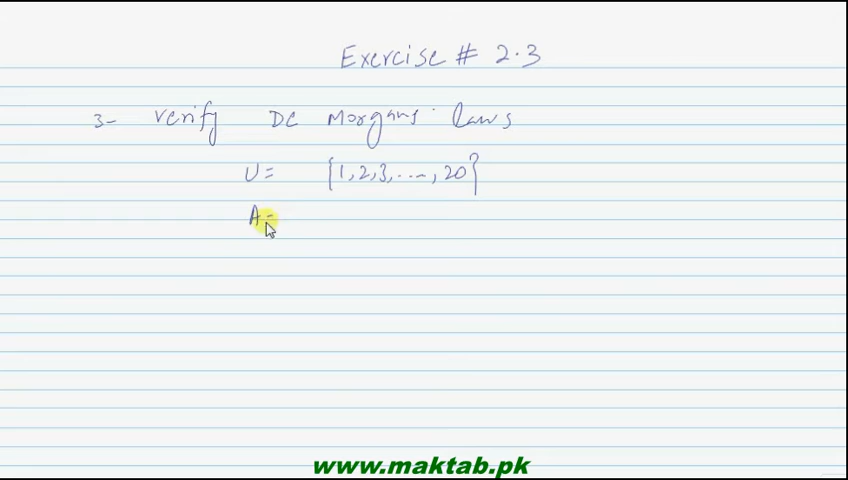 Exercise # 2.3
3- Verify De Morgans laws
U = {1,2,3,...., 20}
A =
www.maktab.pk